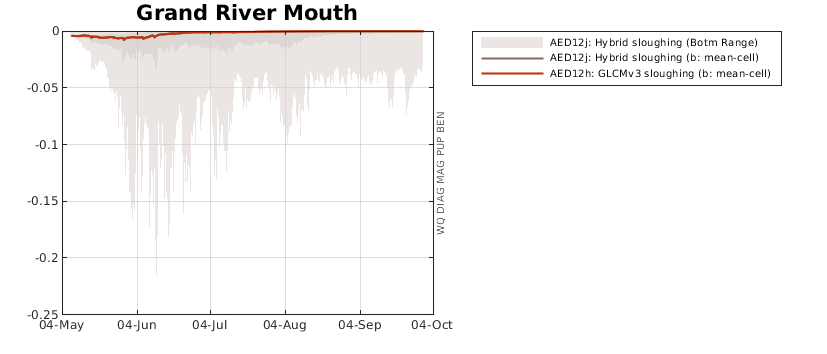 Grand River Mouth
0
-0.05
-0.1
-0.15
-0.2
-0.25
04-May
04-Jun
04-Jul
04-Aug
04-Sep
04-Oct
WQ DIAG MAG PUP BEN
AED12j: Hybrid sloughing (Botm Range)
AED12j: Hybrid sloughing (b: mean-cell)
AED12h: GLCMv3 sloughing (b: mean-cell)